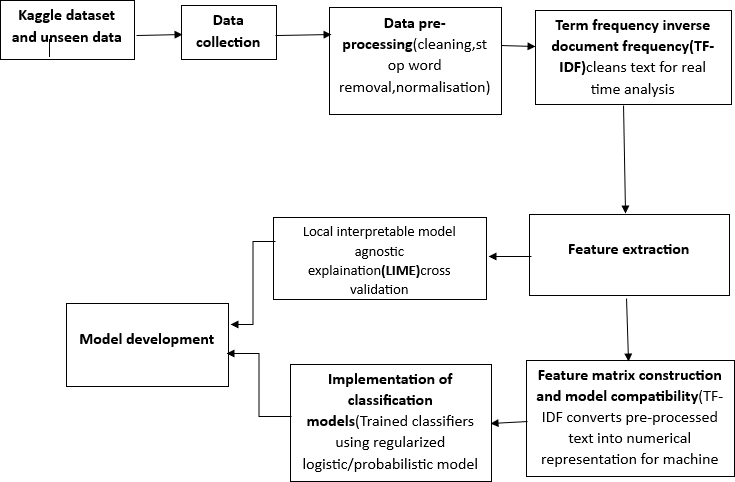 Kaggle dataset
and unseen data
Data
collection
Data pre-
processing(cleaning,st
op word
removal,normalisation)
Term frequency inverse
document frequency(TF-
IDF)cleans text for real
time analysis
Feature extraction
Local interpretable model
agnostic
explaination(LIME)cross
validation
Model development
Implementation of
classification
models(Trained classifiers
using regularized
logistic/probabilistic model
Feature matrix construction
and model compatibility(TF-
IDF converts pre-processed
text into numerical
representation for machine